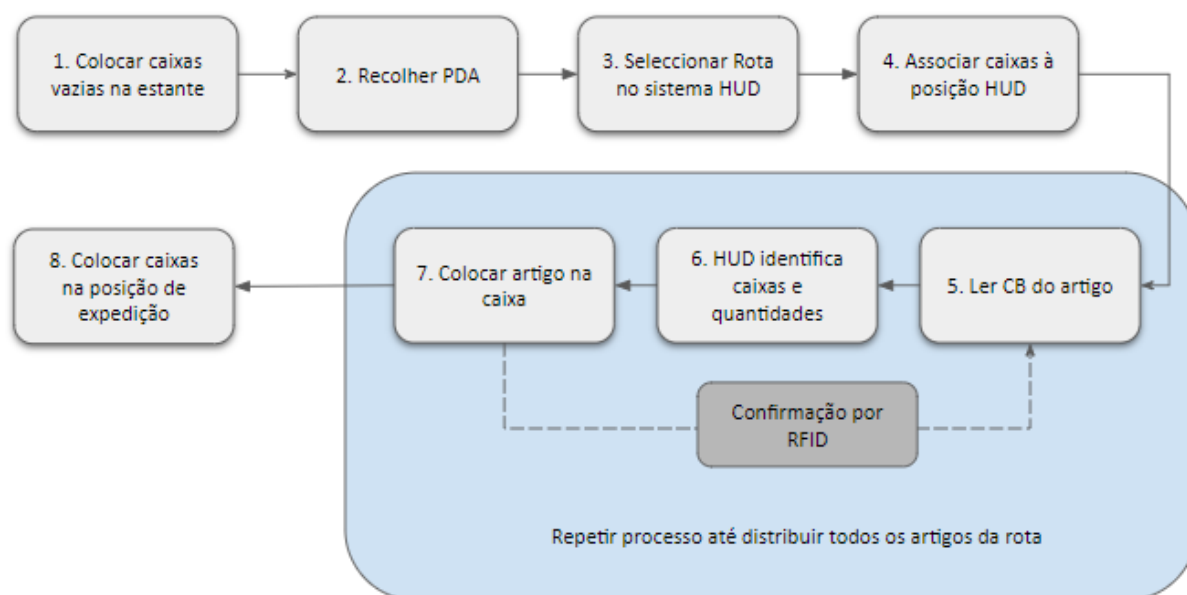 1. Colocar caixas
vazias na estante
2. Recolher PDA
3. Seleccionar Rota
no sistema HUD
4. Associar caixas à
posição HUD
5. Ler CB do artigo
6. HUD identifica
caixas e
quantidades
7. Colocar artigo na
caixa
8. Colocar caixas
na posição de
expedição
Confirmação por
RFID
Repetir processo até distribuir todos os artigos da rota